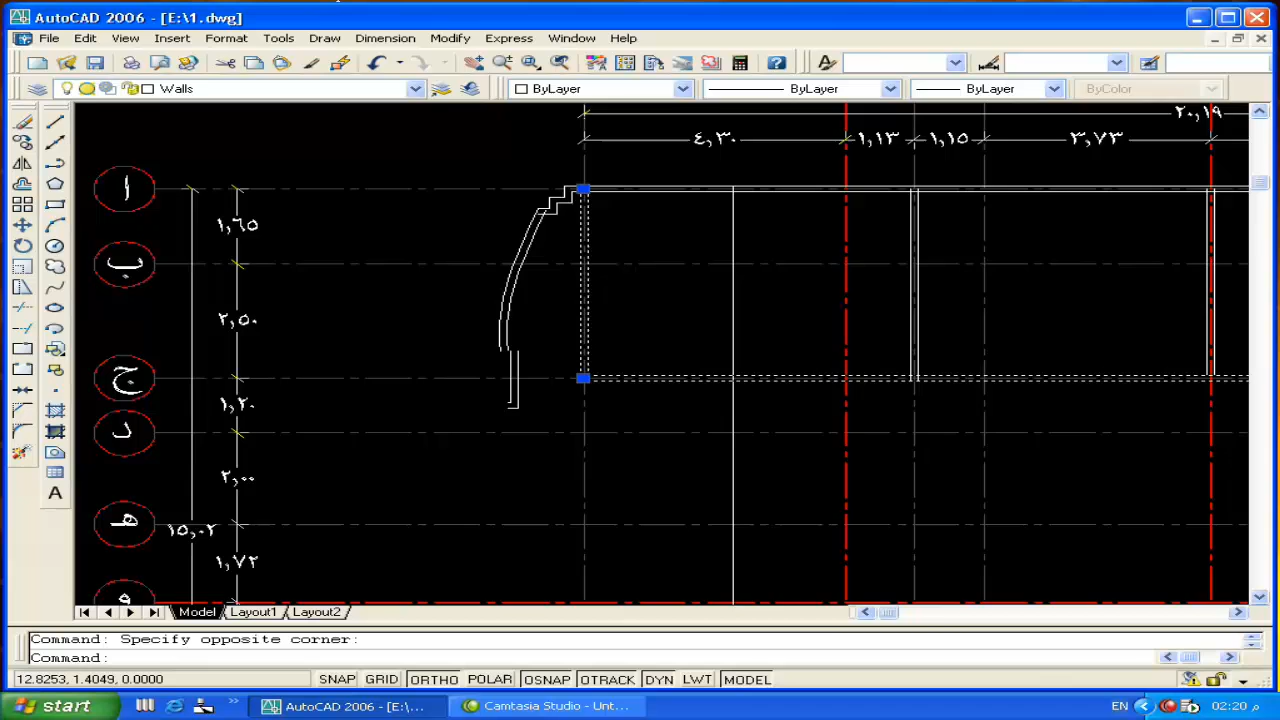 AutoCAD 2006 - [E:\1.dwg]
File Edit View Insert Format Tools Draw Dimension Modify Express Window Help
Walls ByLayer ByLayer ByLayer ByColor
٢٠,١٩
٤,٣٠ ١,١٣ ١,١٥ ٣,٧٣
ا
١,٦٥
ب
٢,٥٠
ج
١,٢٠
د
٢,٠٠
هـ
١٥,٠٢
١,٧٢
و
Model Layout1 Layout2
Command: Specify opposite corner:
Command:
12.8253, 1.4049, 0.0000 SNAP GRID ORTHO POLAR OSNAP OTRACK DYN LWT MODEL
start AutoCAD 2006 - [E:\... Camtasia Studio - Unt... EN 02:20 م